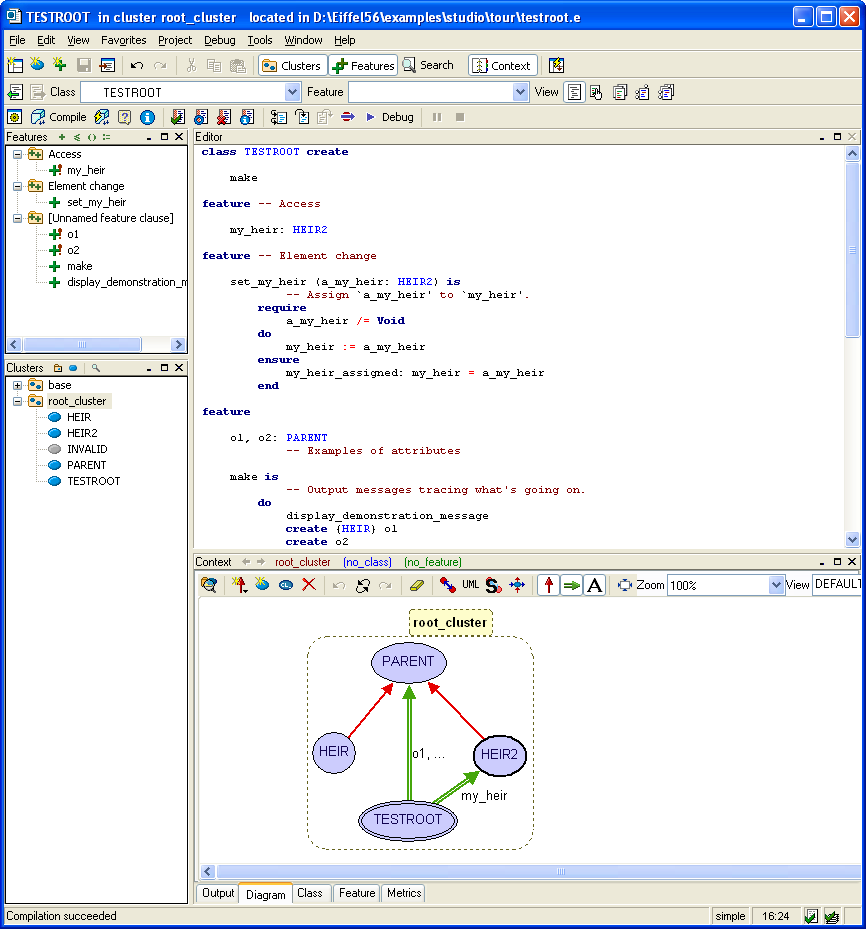 TESTROOT in cluster root_cluster located in D:\Eiffel56\examples\studio\tour\testroot.e
File Edit View Favorites Project Debug Tools Window Help
Clusters Features Search Context
Class TESTROOT Feature View
Compile Debug
Features
Access
my_heir
Element change
set_my_heir
[Unnamed feature clause]
o1
o2
make
display_demonstration_m
Clusters
base
root_cluster
HEIR
HEIR2
INVALID
PARENT
TESTROOT
Editor
class TESTROOT create
make
feature -- Access
my_heir: HEIR2
feature -- Element change
set_my_heir (a_my_heir: HEIR2) is
-- Assign `a_my_heir' to `my_heir'.
require
a_my_heir /= Void
do
my_heir := a_my_heir
ensure
my_heir_assigned: my_heir = a_my_heir
end
feature
o1, o2: PARENT
-- Examples of attributes
make is
-- Output messages tracing what's going on.
do
display_demonstration_message
create {HEIR} o1
create o2
Context root_cluster (no_class) (no_feature)
CL UML S A Zoom 100% View DEFAULT
root_cluster
PARENT
HEIR
o1, ...
HEIR2
my_heir
TESTROOT
Output Diagram Class Feature Metrics
Compilation succeeded simple 16:24